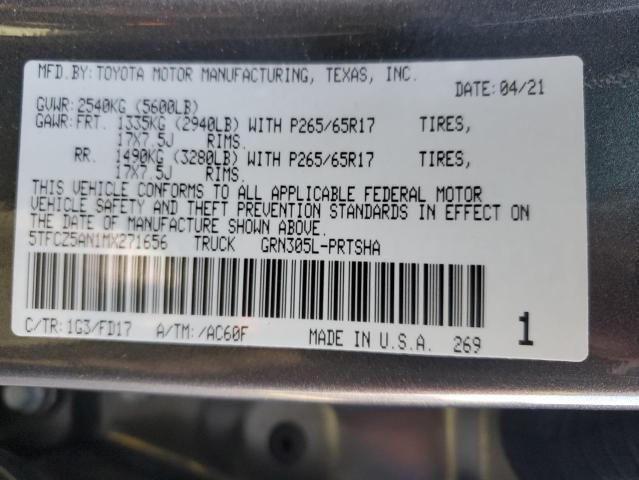 MFD.BY:TOYOTA MOTOR MANUFACTURING, TEXAS, INC.
DATE:04/21
GVWR:2540KG (5600LB)
GAWR:FRT. 1335KG (2940LB) WITH P265/65R17 TIRES,
17X7.5J RIMS.
RR. 1490KG (3280LB) WITH P265/65R17 TIRES,
17X7.5J RIMS.
THIS VEHICLE CONFORMS TO ALL APPLICABLE FEDERAL MOTOR
VEHICLE SAFETY AND THEFT PREVENTION STANDARDS IN EFFECT ON
THE DATE OF MANUFACTURE SHOWN ABOVE.
5TFCZ5AN1MX271656 TRUCK GRN305L-PRTSHA
C/TR:1G3/FD17 A/TM:/AC60F MADE IN U.S.A. 269 1